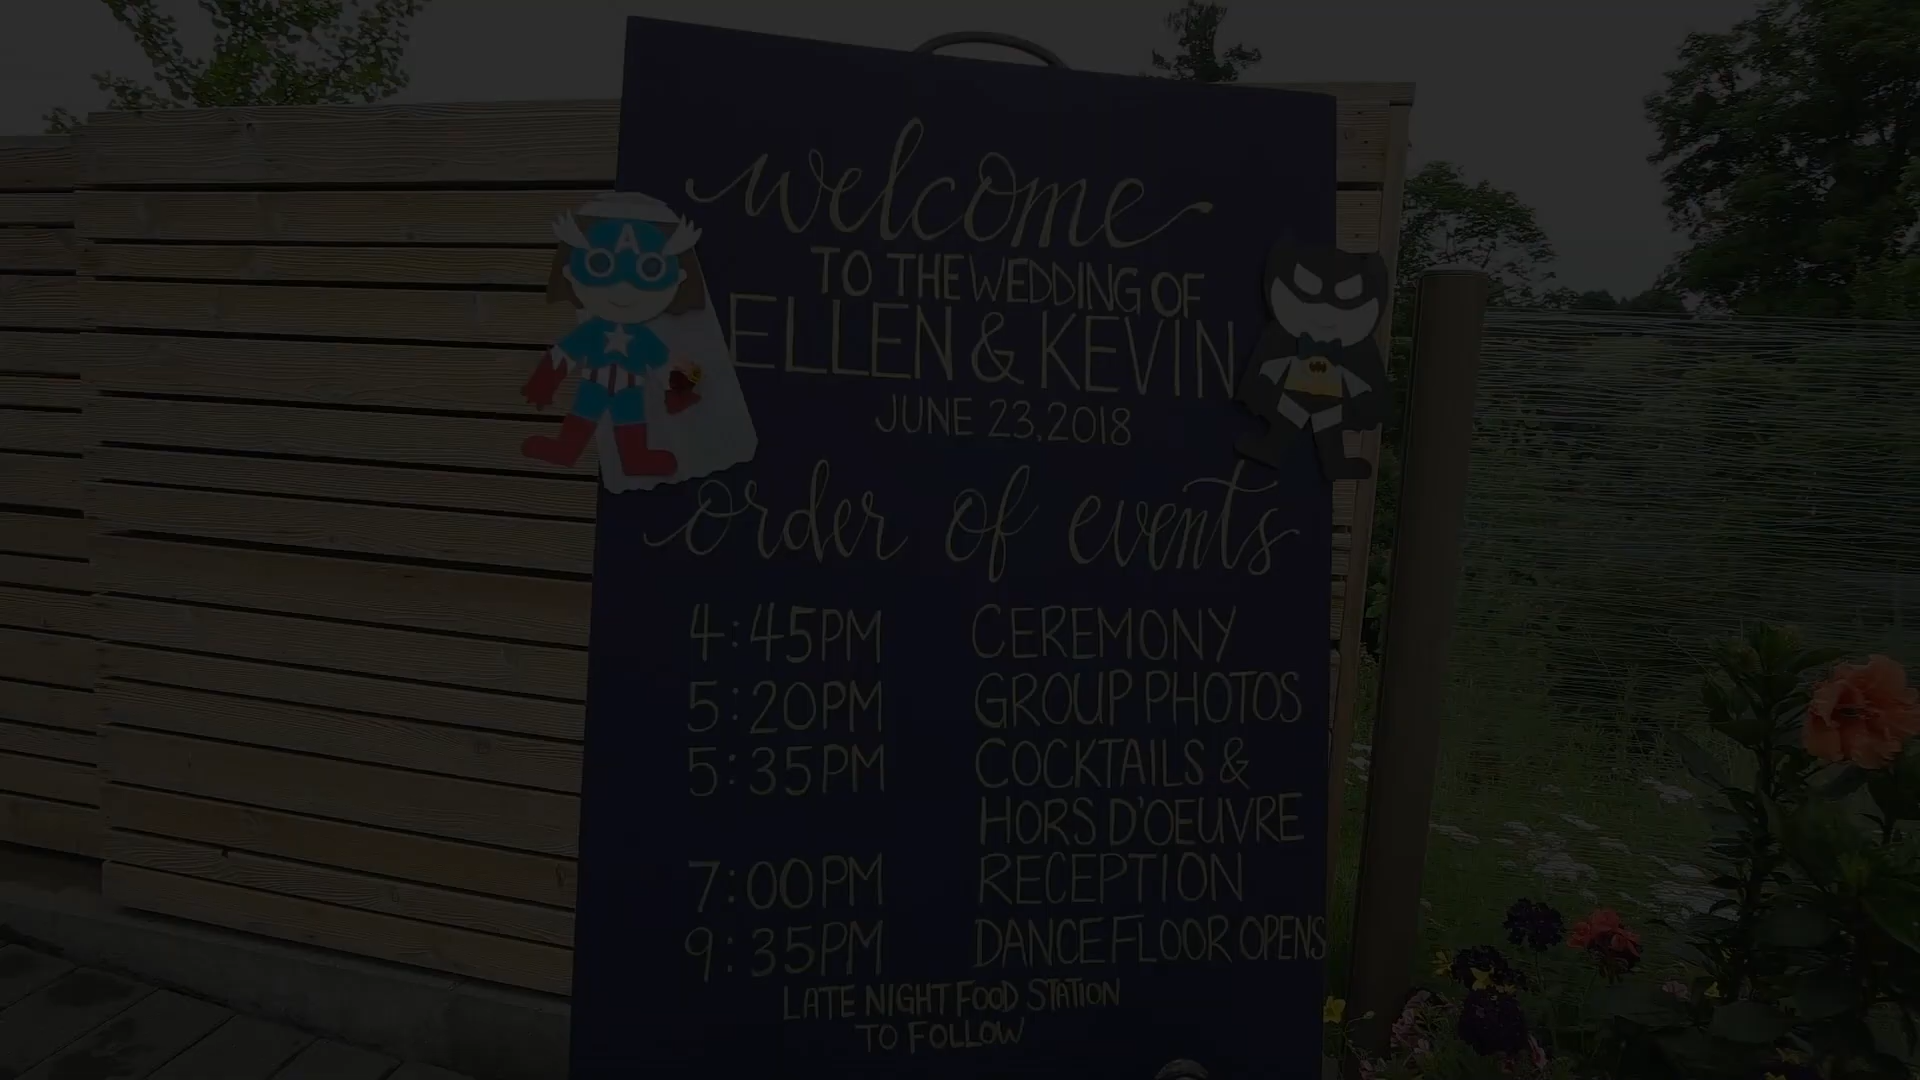 welcome
TO THE WEDDING OF
ELLEN & KEVIN
JUNE 23, 2018
order of events
4:45PM CEREMONY
5:20PM GROUP PHOTOS
5:35PM COCKTAILS &
HORS D'OEUVRE
7:00PM RECEPTION
9:35PM DANCE FLOOR OPENS
LATE NIGHT FOOD STATION
TO FOLLOW
A